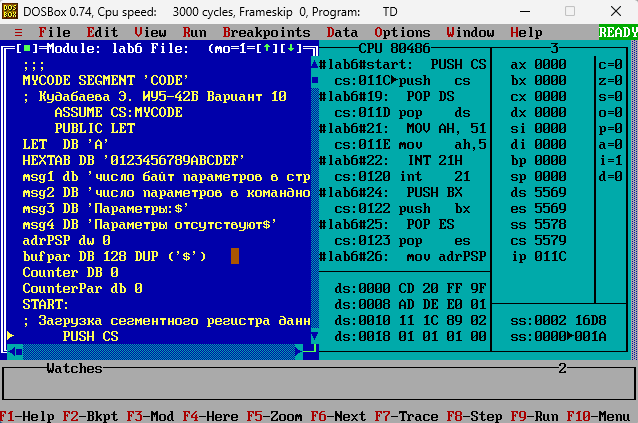 DOSBox 0.74, Cpu speed: 3000 cycles, Frameskip 0, Program: TD
≡ File Edit View Run Breakpoints Data Options Window Help READY
[■]=Module: lab6 File: (mo=1=[↑][↓]
;;;
MYCODE SEGMENT 'CODE'
; Кудабаева Э. ИУ5-42Б Вариант 10
ASSUME CS:MYCODE
PUBLIC LET
LET DB 'A'
HEXTAB DB '0123456789ABCDEF'
msg1 db 'число байт параметров в стр
msg2 DB 'число параметров в командно
msg3 DB 'Параметры:$'
msg4 DB 'Параметры отсутствуют$'
adrPSP dw 0
bufpar DB 128 DUP ('$')
Counter DB 0
CounterPar db 0
START:
; Загрузка сегментного регистра данн
PUSH CS
CPU 80486
3
#lab6#start: PUSH CS
cs:011C►push cs
#lab6#19: POP DS
cs:011D pop ds
#lab6#21: MOV AH, 51
cs:011E mov ah,5
#lab6#22: INT 21H
cs:0120 int 21
#lab6#24: PUSH BX
cs:0122 push bx
#lab6#25: POP ES
cs:0123 pop es
#lab6#26: mov adrPSP
ax 0000 c=0
bx 0000 z=0
cx 0000 s=0
dx 0000 o=0
si 0000 p=0
di 0000 a=0
bp 0000 i=1
sp 0000 d=0
ds 5569
es 5569
ss 5578
cs 5579
ip 011C
ds:0000 CD 20 FF 9F
ds:0008 AD DE E0 01
ds:0010 11 1C 89 02
ds:0018 01 01 01 00
ss:0002 16D8
ss:0000►001A
Watches
2
F1-Help F2-Bkpt F3-Mod F4-Here F5-Zoom F6-Next F7-Trace F8-Step F9-Run F10-Menu